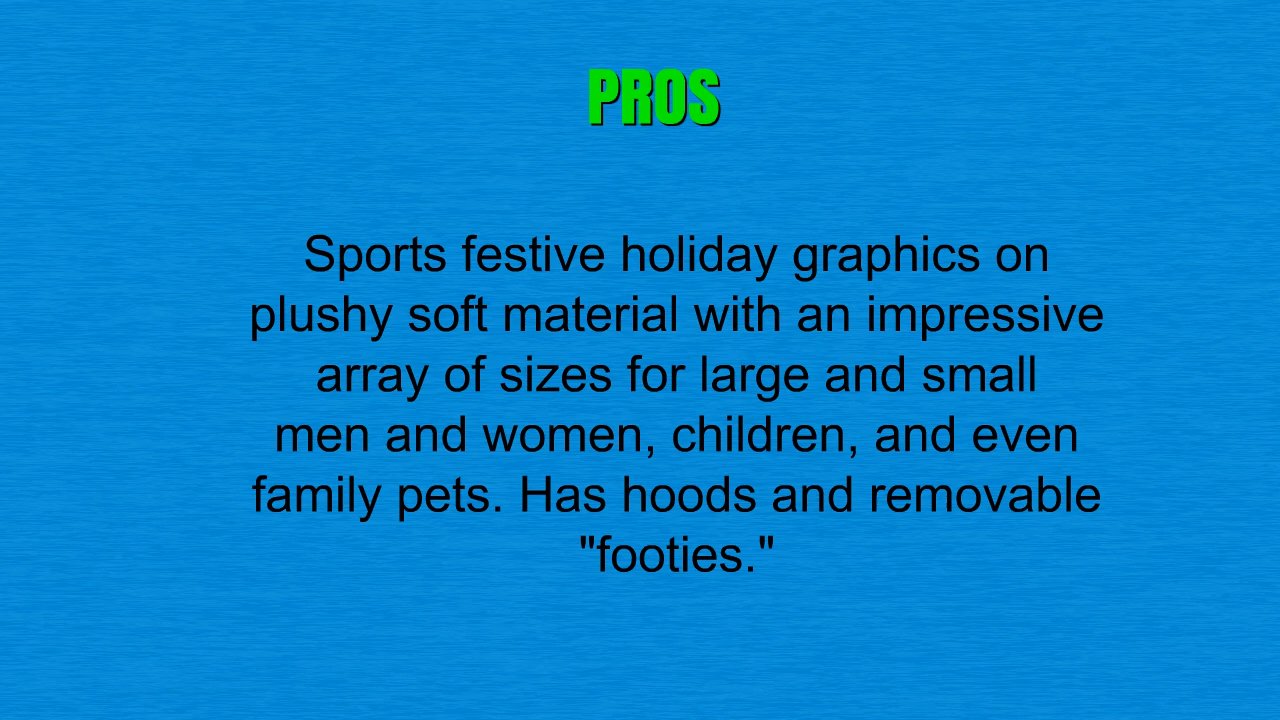 PROS
Sports festive holiday graphics on
plushy soft material with an impressive
array of sizes for large and small
men and women, children, and even
family pets. Has hoods and removable
"footies."